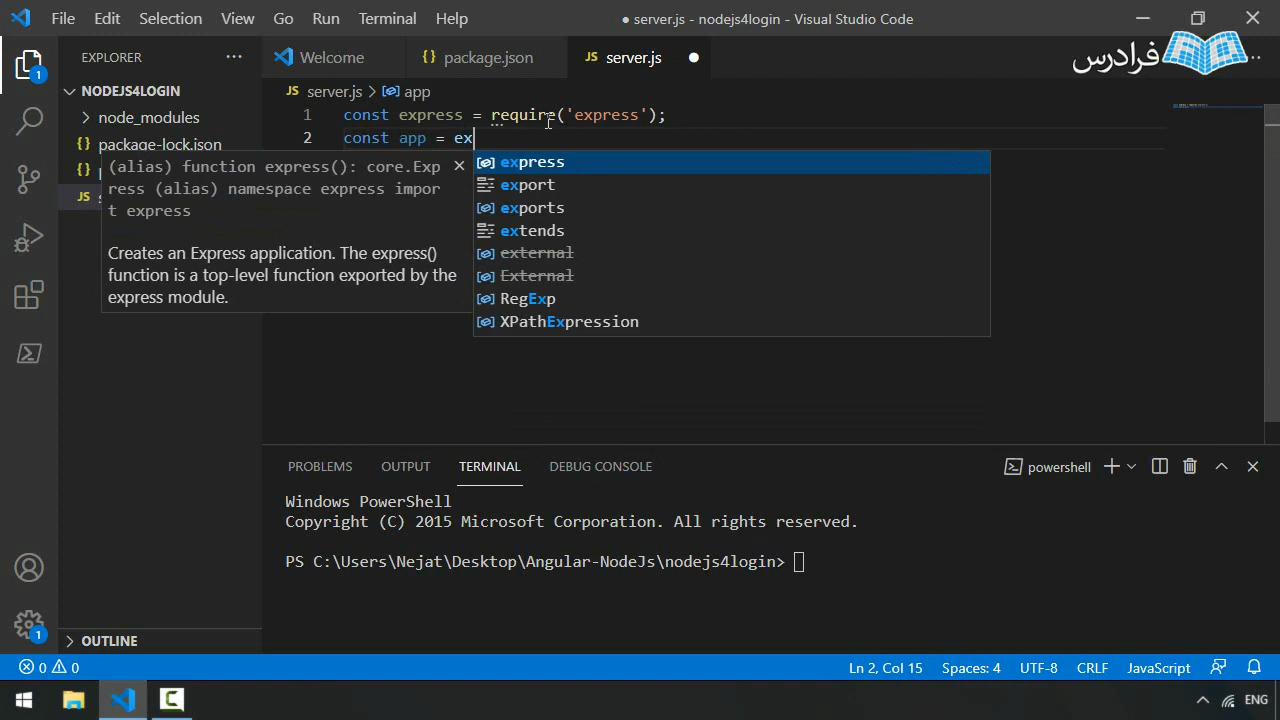 File Edit Selection View Go Run Terminal Help
● server.js - nodejs4login - Visual Studio Code
فرادرس
EXPLORER
Welcome
package.json
server.js
NODEJS4LOGIN
node_modules
package-lock.json
server.js > app
1 const express = require('express');
2 const app = ex
(alias) function express(): core.Exp
ress (alias) namespace express impor
t express
Creates an Express application. The express()
function is a top-level function exported by the
express module.
express
export
exports
extends
external
External
RegExp
XPathExpression
PROBLEMS OUTPUT TERMINAL DEBUG CONSOLE
powershell
Windows PowerShell
Copyright (C) 2015 Microsoft Corporation. All rights reserved.
PS C:\Users\Nejat\Desktop\Angular-NodeJs\nodejs4login>
1
1
OUTLINE
0 0
Ln 2, Col 15 Spaces: 4 UTF-8 CRLF JavaScript
ENG